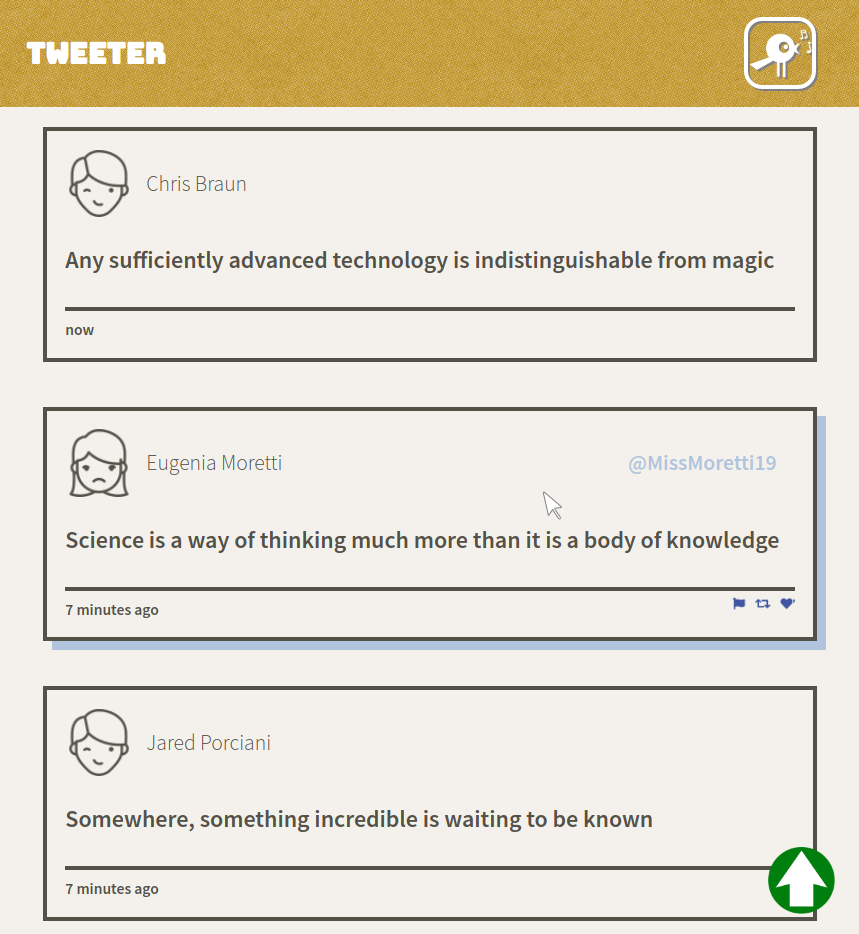 TWEETER
Chris Braun
Any sufficiently advanced technology is indistinguishable from magic
now
Eugenia Moretti
@MissMoretti19
Science is a way of thinking much more than it is a body of knowledge
7 minutes ago
Jared Porciani
Somewhere, something incredible is waiting to be known
7 minutes ago